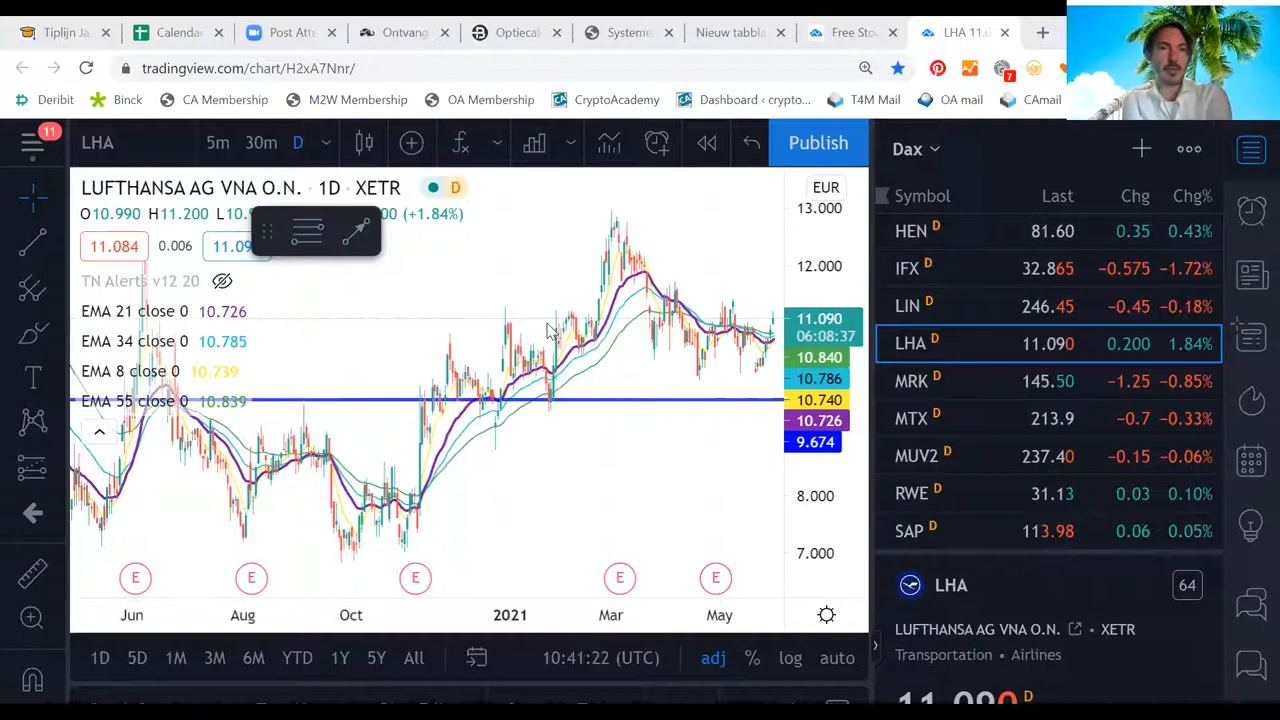 Tiplijn Ja
Calenda
Post Atte
Ontvang
Optiecale
Systeme
Nieuw tabbla
Free Stoc
LHA 11.0
tradingview.com/chart/H2xA7Nnr/
7
Deribit
Binck
CA Membership
M2W Membership
OA Membership
CryptoAcademy
Dashboard ‹ crypto...
T4M Mail
OA mail
CAmail
11
LHA
5m
30m
D
Publish
Dax
LUFTHANSA AG VNA O.N. · 1D · XETR
D
EUR
O10.990 H11.200 (+1.84%)
11.084
0.006
TN Alerts v12 20
EMA 21 close 0 10.726
EMA 34 close 0 10.785
EMA 8 close 0 10.739
EMA 55 close 0 10.839
13.000
12.000
11.090
06:08:37
10.840
10.786
10.740
10.726
9.674
8.000
7.000
E
E
E
E
E
Jun
Aug
Oct
2021
Mar
May
1D
5D
1M
3M
6M
YTD
1Y
5Y
All
10:41:22 (UTC)
adj
%
log
auto
Symbol Last Chg Chg%
HEN D 81.60 0.35 0.43%
IFX D 32.865 −0.575 −1.72%
LIN D 246.45 −0.45 −0.18%
LHA D 11.090 0.200 1.84%
MRK D 145.50 −1.25 −0.85%
MTX D 213.9 −0.7 −0.33%
MUV2 D 237.40 −0.15 −0.06%
RWE D 31.13 0.03 0.10%
SAP D 113.98 0.06 0.05%
LHA
64
LUFTHANSA AG VNA O.N. • XETR
Transportation • Airlines
11.090 D